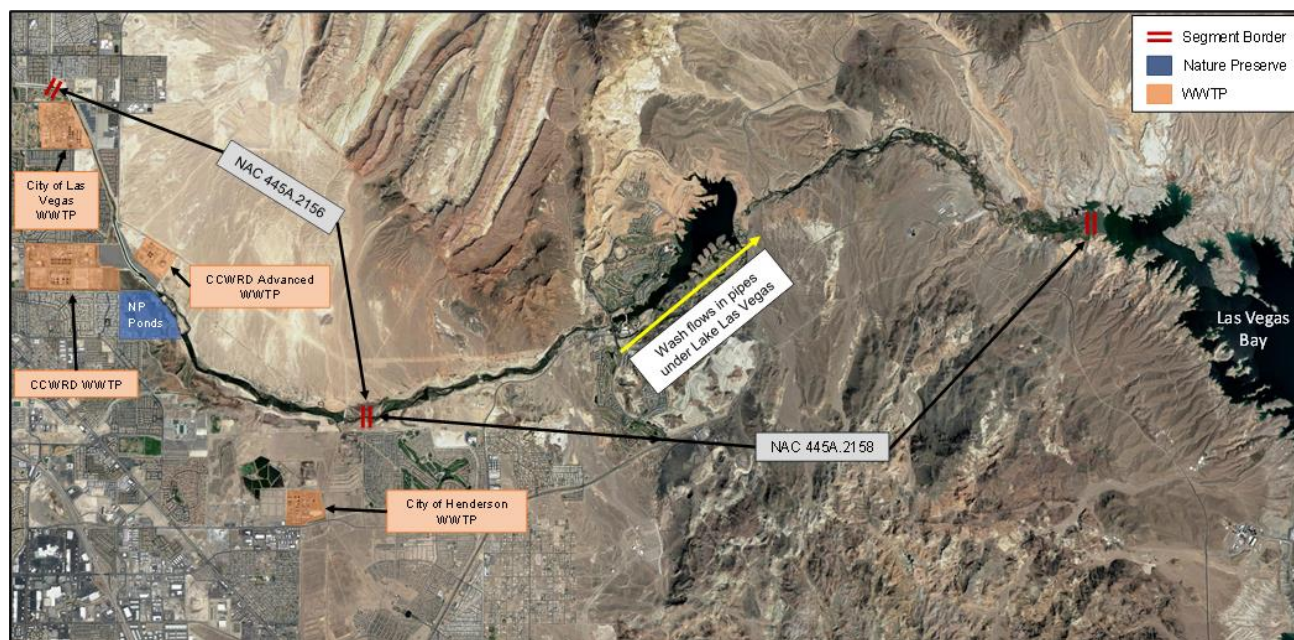 Segment Border
Nature Preserve
WWTP
NAC 445A.2156
City of Las
Vegas
WWTP
CCWRD Advanced
WWTP
NP
Ponds
CCWRD WWTP
Wash flows in pipes
under Lake Las Vegas
Las Vegas
Bay
NAC 445A.2158
City of Henderson
WWTP